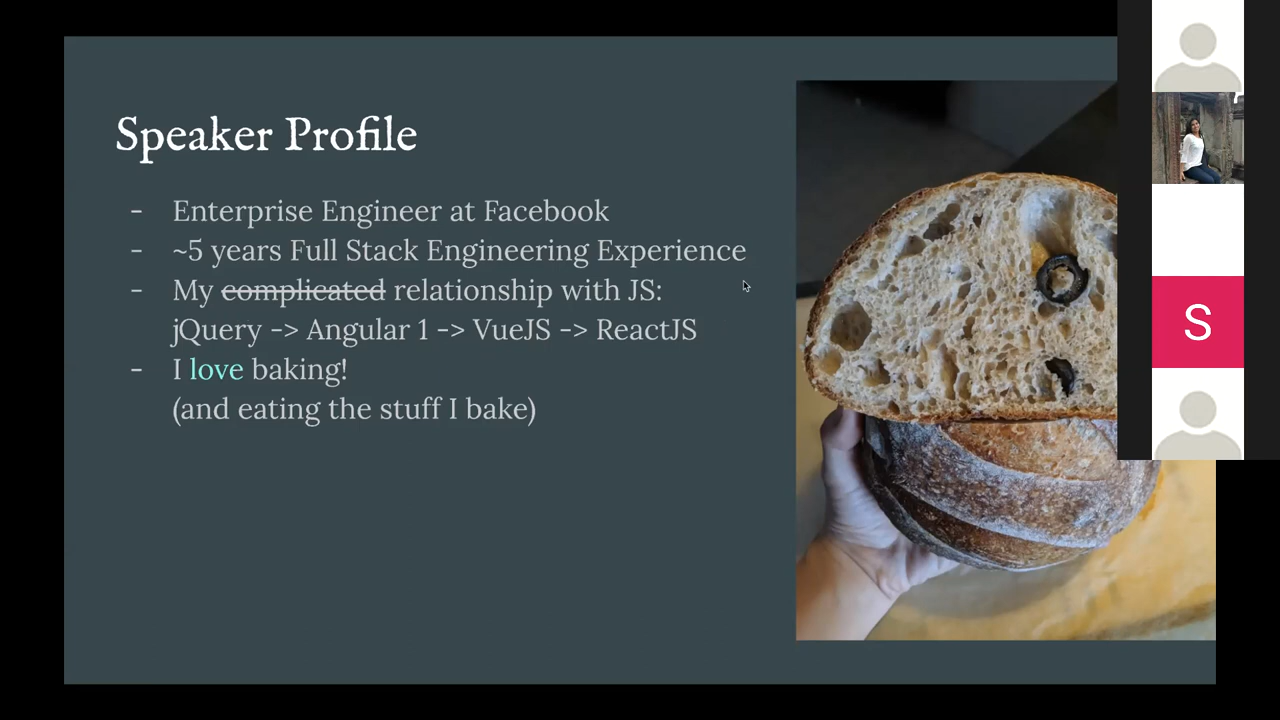 Speaker Profile
- Enterprise Engineer at Facebook
- ~5 years Full Stack Engineering Experience
- My complicated relationship with JS:
jQuery -> Angular 1 -> VueJS -> ReactJS
- I love baking!
(and eating the stuff I bake)
S